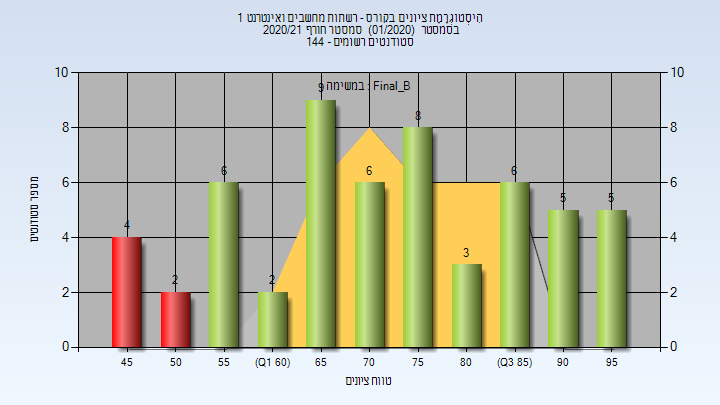 הִיסטוֹגְרָמַת ציונים בקורס - רשתות מחשבים ואינטרנט 1
בסמסטר (01/2020) סמסטר חורף 2020/21
סטודנטים רשומים - 144
במשימה : Final_B
10 10
8 8
6 6
4 4
2 2
0 0
4 2 6 2 9 6 8 3 6 5 5
מספר סטודנטים
45 50 55 (Q1 60) 65 70 75 80 (Q3 85) 90 95
טווח ציונים